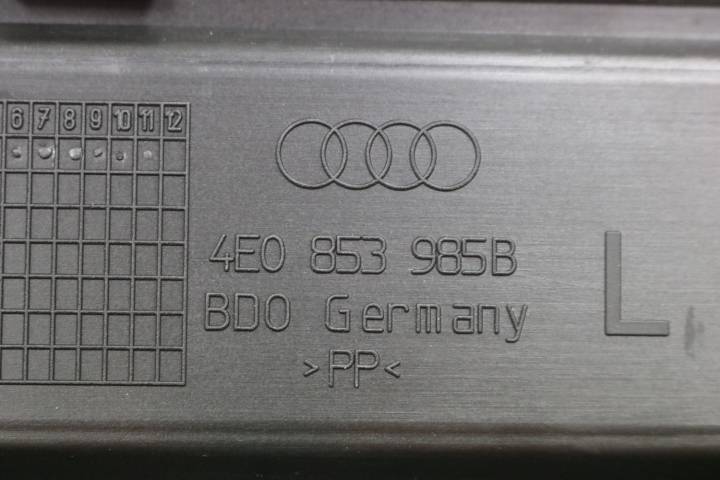 6 7 8 9 10 11 12
4E0 853 985B
BDO Germany
>PP<
L